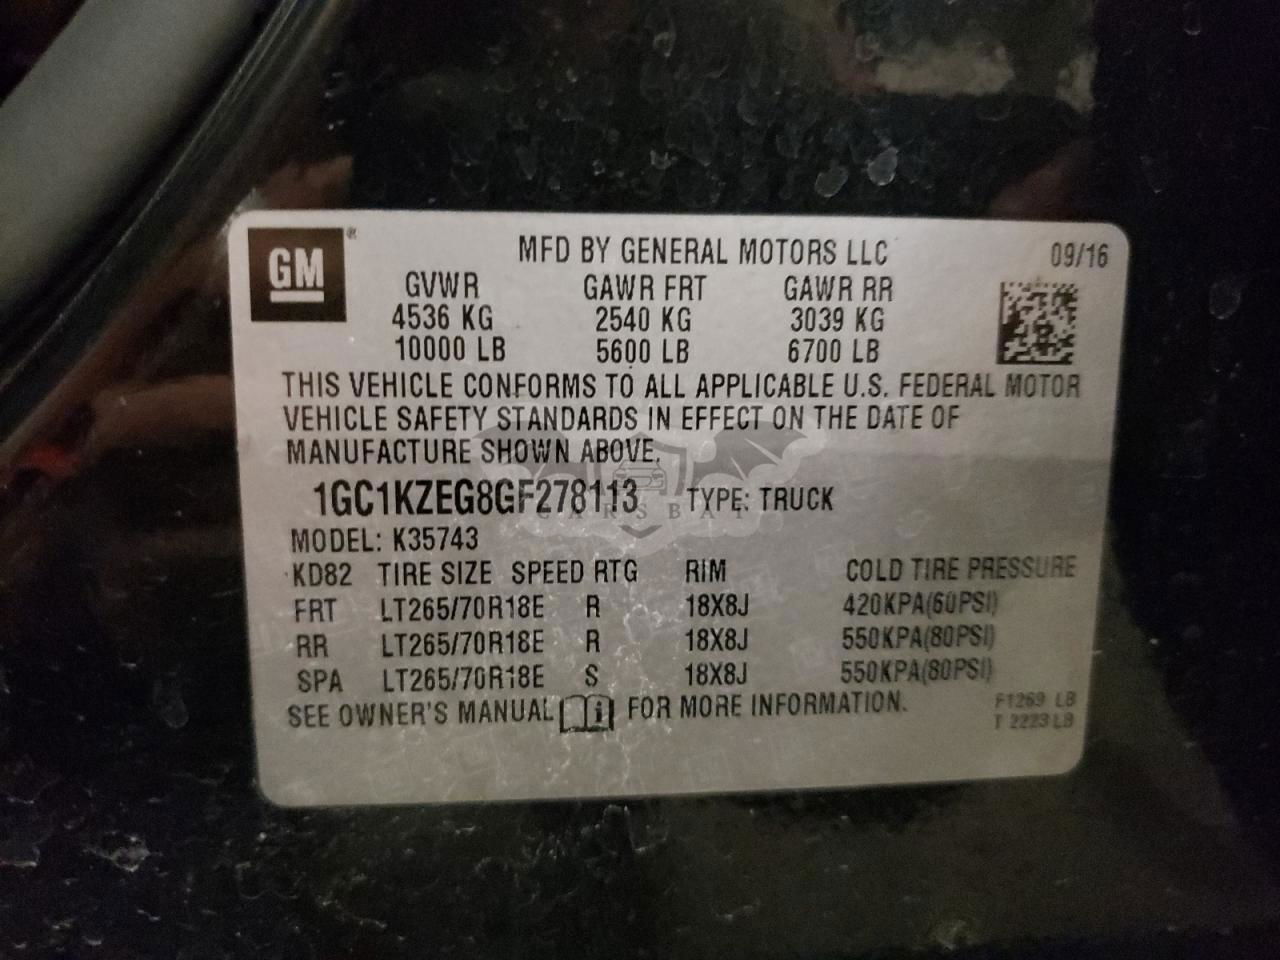 GM®
MFD BY GENERAL MOTORS LLC
09/16
GVWR GAWR FRT GAWR RR
4536 KG 2540 KG 3039 KG
10000 LB 5600 LB 6700 LB
THIS VEHICLE CONFORMS TO ALL APPLICABLE U.S. FEDERAL MOTOR
VEHICLE SAFETY STANDARDS IN EFFECT ON THE DATE OF
MANUFACTURE SHOWN ABOVE.
1GC1KZEG8GF278113 TYPE: TRUCK
CARSBAT
MODEL: K35743
KD82 TIRE SIZE SPEED RTG RIM COLD TIRE PRESSURE
FRT LT265/70R18E R 18X8J 420KPA(60PSI)
RR LT265/70R18E R 18X8J 550KPA(80PSI)
SPA LT265/70R18E S 18X8J 550KPA(80PSI)
SEE OWNER'S MANUAL i FOR MORE INFORMATION.
F1269 LB
T 2223 LB